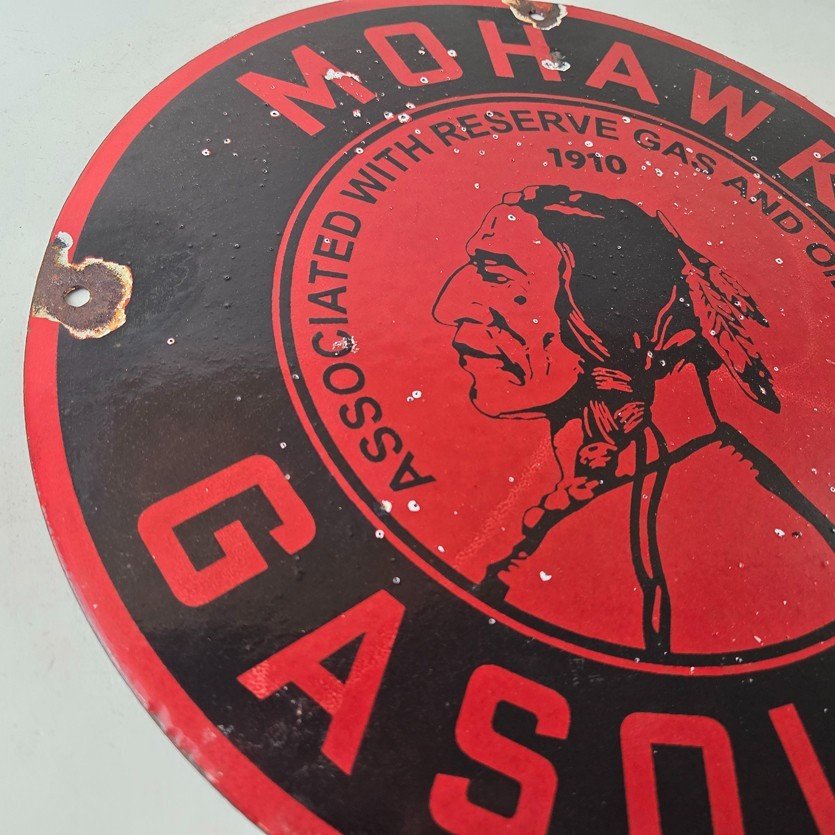 MOHAWK
ASSOCIATED WITH RESERVE GAS AND OI
1910
GASOL